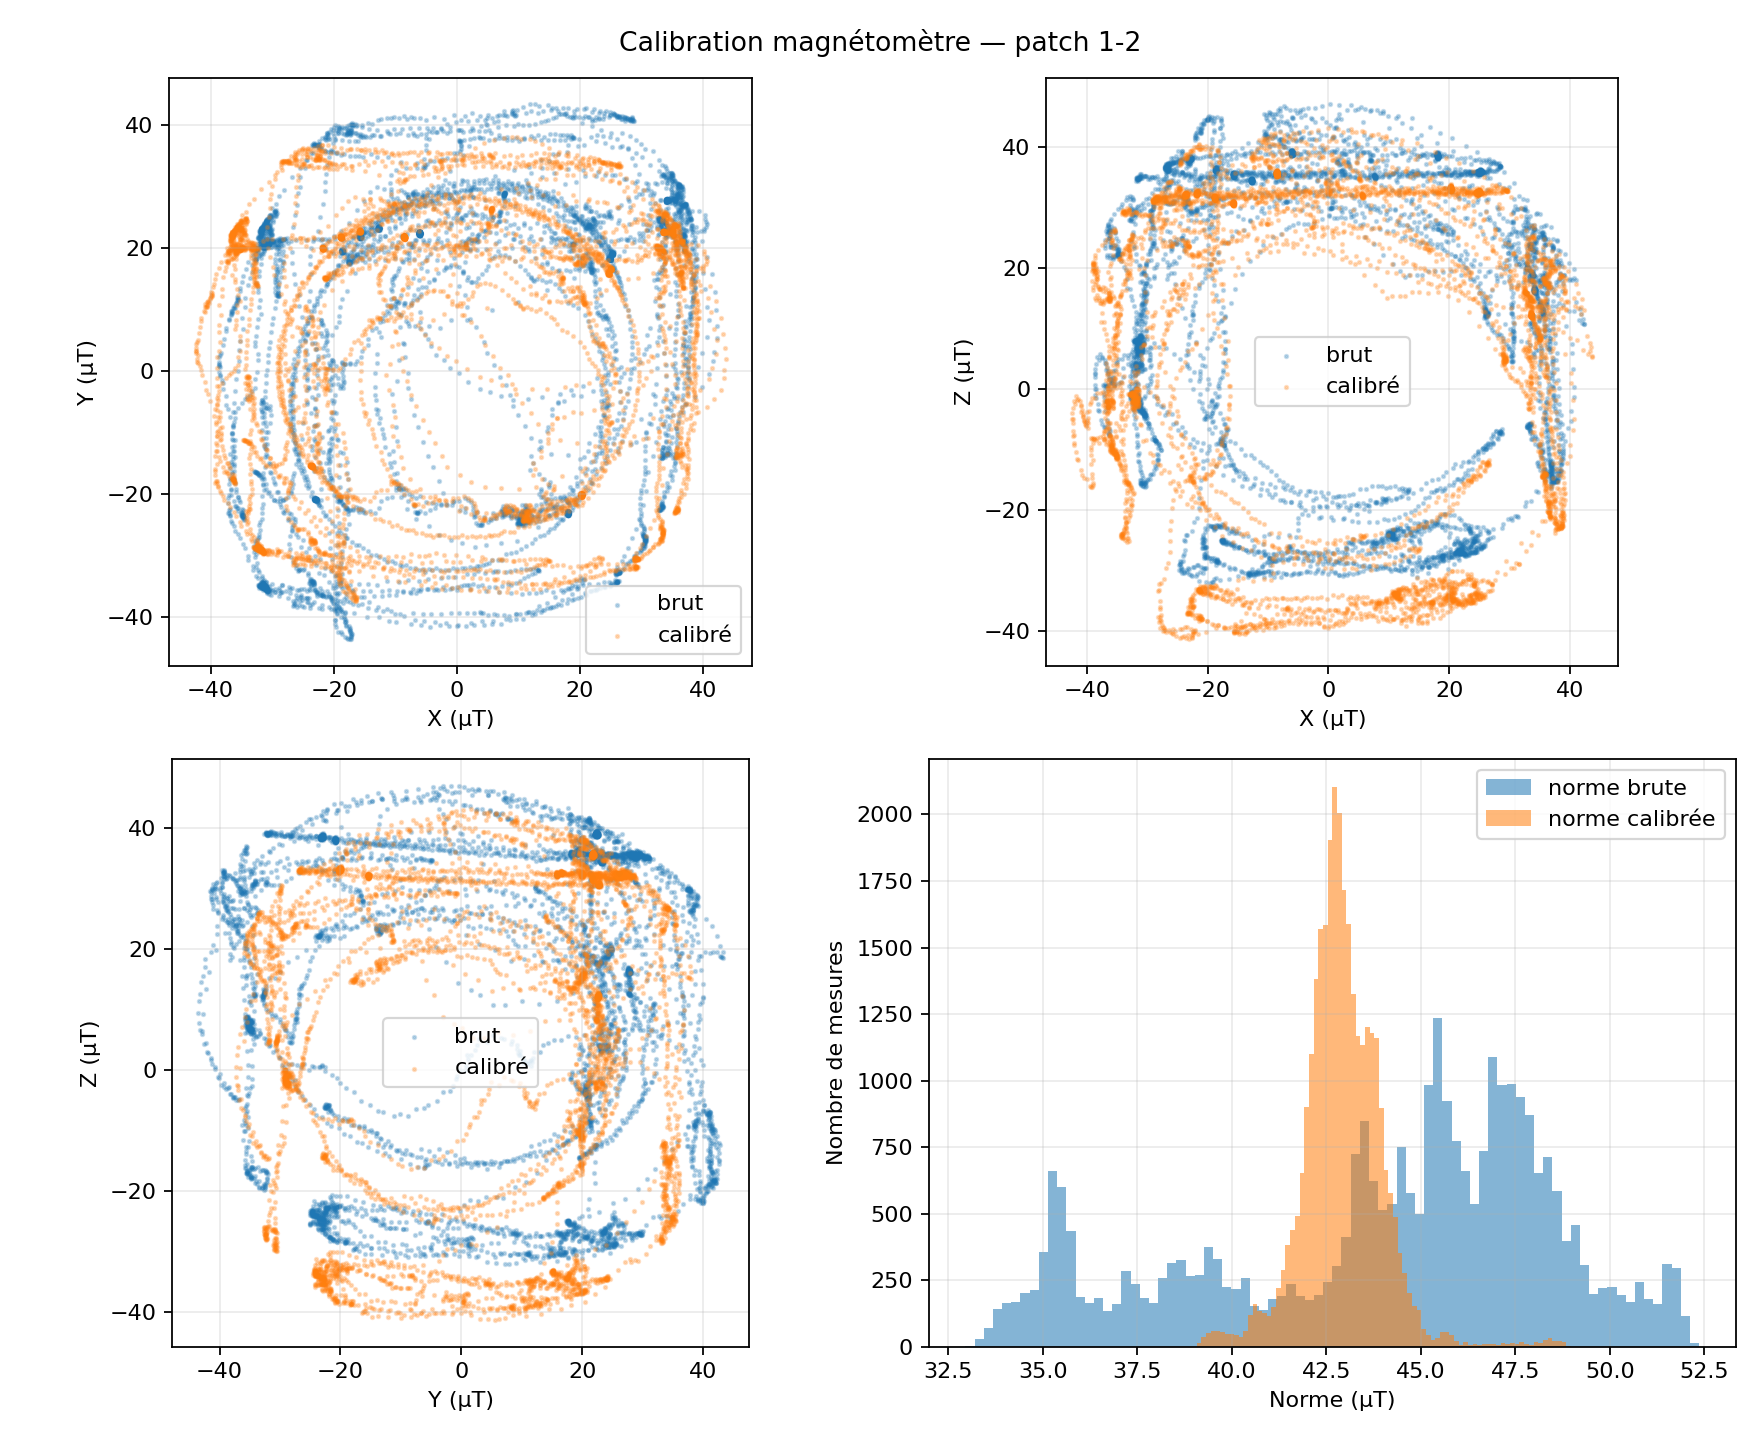 Calibration magnétomètre — patch 1-2
40
20
0
−20
−40
Y (µT)
−40 −20 0 20 40
X (µT)
brut
calibré
40
20
0
−20
−40
Z (µT)
−40 −20 0 20 40
X (µT)
brut
calibré
40
20
0
−20
−40
Z (µT)
−40 −20 0 20 40
Y (µT)
brut
calibré
2000
1750
1500
1250
1000
750
500
250
0
Nombre de mesures
32.5 35.0 37.5 40.0 42.5 45.0 47.5 50.0 52.5
Norme (µT)
norme brute
norme calibrée